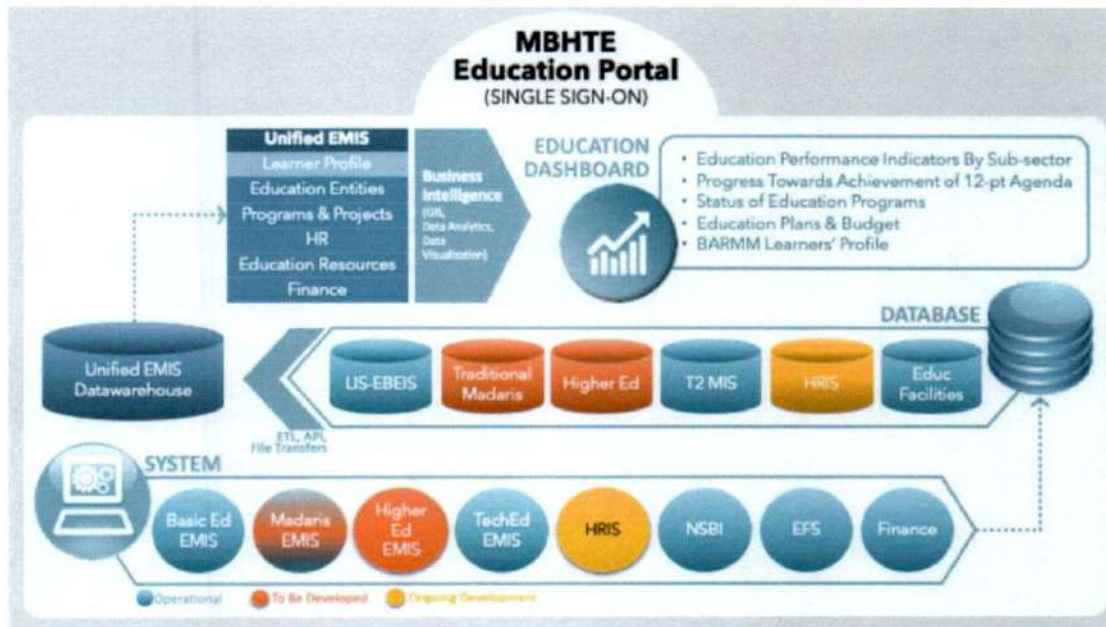 MBHTE
Education Portal
(SINGLE SIGN-ON)
Unified EMIS
Learner Profile
Education Entities
Programs & Projects
HR
Education Resources
Finance
Business
Intelligence
(GIS,
Data Analytics,
Data
Visualization)
EDUCATION
DASHBOARD
• Education Performance Indicators By Sub-sector
• Progress Towards Achievement of 12-pt Agenda
• Status of Education Programs
• Education Plans & Budget
• BARMM Learners' Profile
DATABASE
Unified EMIS
Datawarehouse
LIS-EBEIS
Traditional
Madaris
Higher Ed
T2 MIS
HRIS
Educ
Facilities
ETL, API,
File Transfers
SYSTEM
Basic Ed
EMIS
Madaris
EMIS
Higher
Ed
EMIS
TechEd
EMIS
HRIS
NSBI
EFS
Finance
Operational
To Be Developed
Ongoing Development